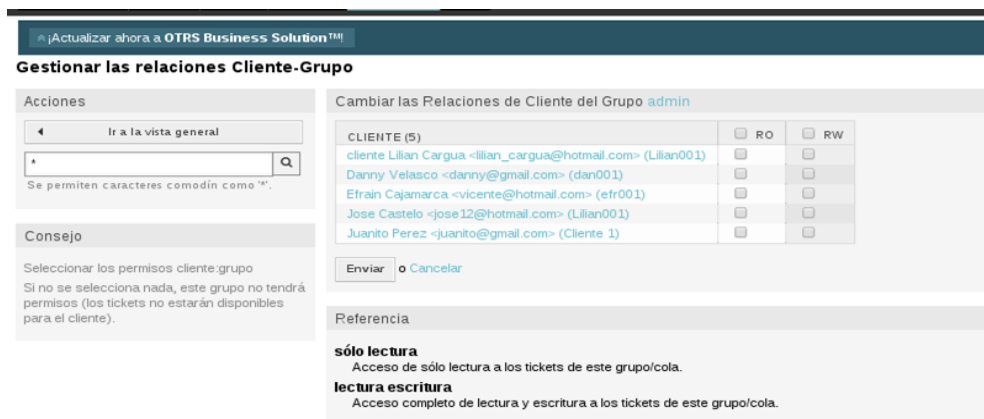 ¡Actualizar ahora a OTRS Business Solution™!
Gestionar las relaciones Cliente-Grupo
Acciones
Ir a la vista general
*
Se permiten caracteres comodín como '*'.
Consejo
Seleccionar los permisos cliente:grupo
Si no se selecciona nada, este grupo no tendrá
permisos (los tickets no estarán disponibles
para el cliente).
Cambiar las Relaciones de Cliente del Grupo admin
CLIENTE (5) RO RW
cliente Lilian Cargua <lilian_cargua@hotmail.com> (Lilian001)
Danny Velasco <danny@gmail.com> (dan001)
Efrain Cajamarca <vicente@hotmail.com> (efr001)
Jose Castelo <jose12@hotmail.com> (Lilian001)
Juanito Perez <juanito@gmail.com> (Cliente 1)
Enviar o Cancelar
Referencia
sólo lectura
Acceso de sólo lectura a los tickets de este grupo/cola.
lectura escritura
Acceso completo de lectura y escritura a los tickets de este grupo/cola.